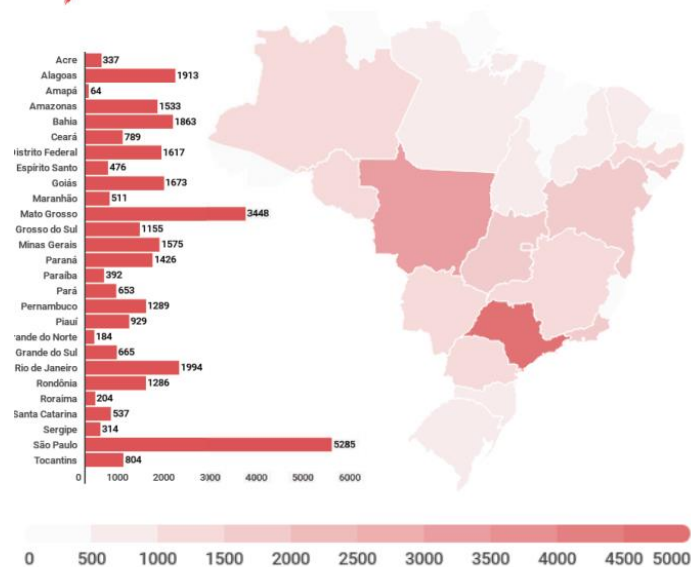 Acre 337
Alagoas 1913
Amapá 64
Amazonas 1533
Bahia 1863
Ceará 789
istrito Federal 1617
Espírito Santo 476
Goiás 1673
Maranhão 511
Mato Grosso 3448
Grosso do Sul 1155
Minas Gerais 1575
Paraná 1426
Paraíba 392
Pará 653
Pernambuco 1289
Piauí 929
rande do Norte 184
Grande do Sul 665
Rio de Janeiro 1994
Rondônia 1286
Roraima 204
Santa Catarina 537
Sergipe 314
São Paulo 5285
Tocantins 804
0 1000 2000 3000 4000 5000 6000
0 500 1000 1500 2000 2500 3000 3500 4000 4500 5000